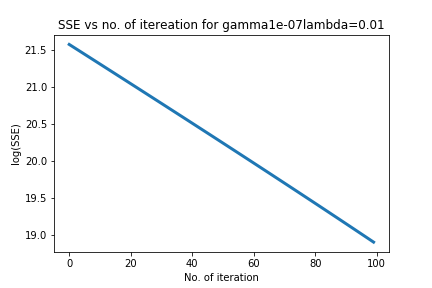 SSE vs no. of itereation for gamma1e-07lambda=0.01
21.5
21.0
20.5
20.0
19.5
19.0
log(SSE)
0 20 40 60 80 100
No. of iteration